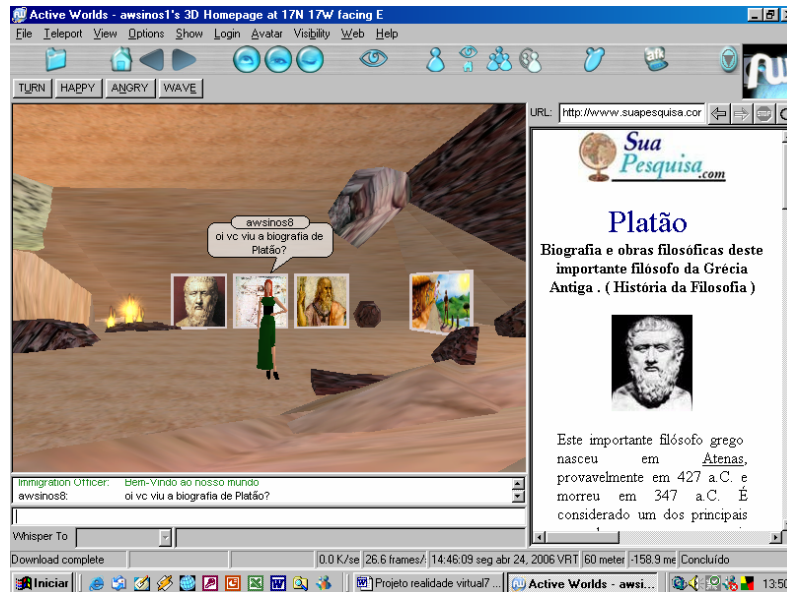 Active Worlds - awsinos1's 3D Homepage at 17N 17W facing E
File Teleport View Options Show Login Avatar Visibility Web Help
afk
TURN HAPPY ANGRY WAVE
URL: http://www.suapesquisa.cor
awsinos8
oi vc viu a biografia de
Platão?
Sua
Pesquisa.com
Platão
Biografia e obras filosóficas deste
importante filósofo da Grécia
Antiga . ( História da Filosofia )
Este importante filósofo grego
nasceu em Atenas,
provavelmente em 427 a.C. e
morreu em 347 a.C. É
considerado um dos principais
Immigration Officer: Bem-Vindo ao nosso mundo
awsinos8: oi vc viu a biografia de Platão?
Whisper To
Download complete 0.0 K/se 26.6 frames/ 14:46:09 seg abr 24, 2006 VRT 60 meter -158.9 me Concluído
Iniciar Projeto realidade virtual7 ... Active Worlds - awsi... 13:50